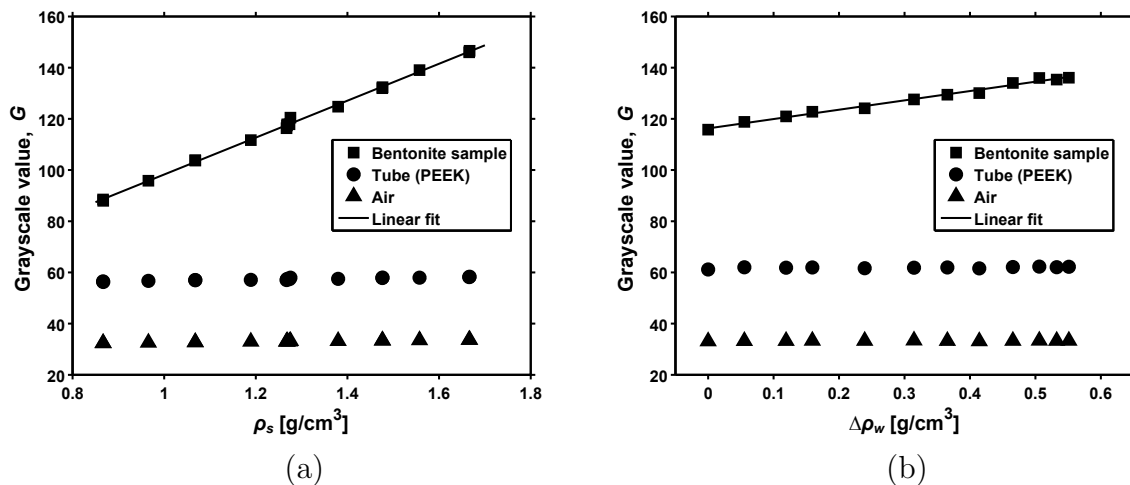 160
140
120
100
80
60
40
20
Grayscale value, G
Bentonite sample
Tube (PEEK)
Air
Linear fit
0.8 1 1.2 1.4 1.6 1.8
ρs [g/cm³]
(a)
160
140
120
100
80
60
40
20
Grayscale value, G
Bentonite sample
Tube (PEEK)
Air
Linear fit
0 0.1 0.2 0.3 0.4 0.5 0.6
Δρw [g/cm³]
(b)